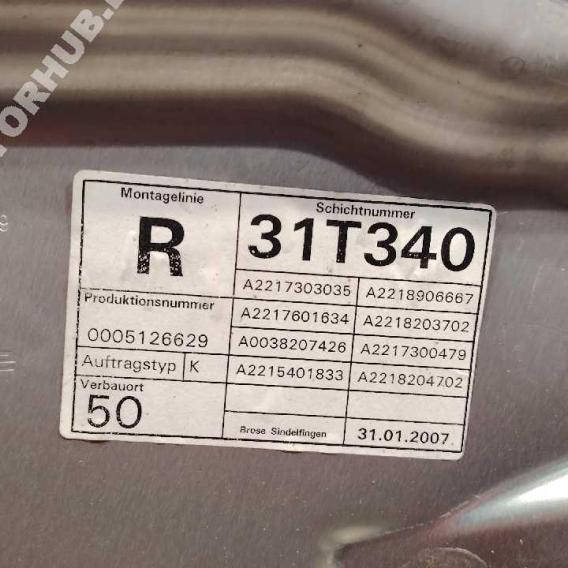 TORHUB.
Montagelinie
R
Schichtnummer
31T340
Produktionsnummer
0005126629
Auftragstyp K
Verbauort
50
A2217303035 A2218906667
A2217601634 A2218203702
A0038207426 A2217300479
A2215401833 A2218204702
Brose Sindelfingen 31.01.2007